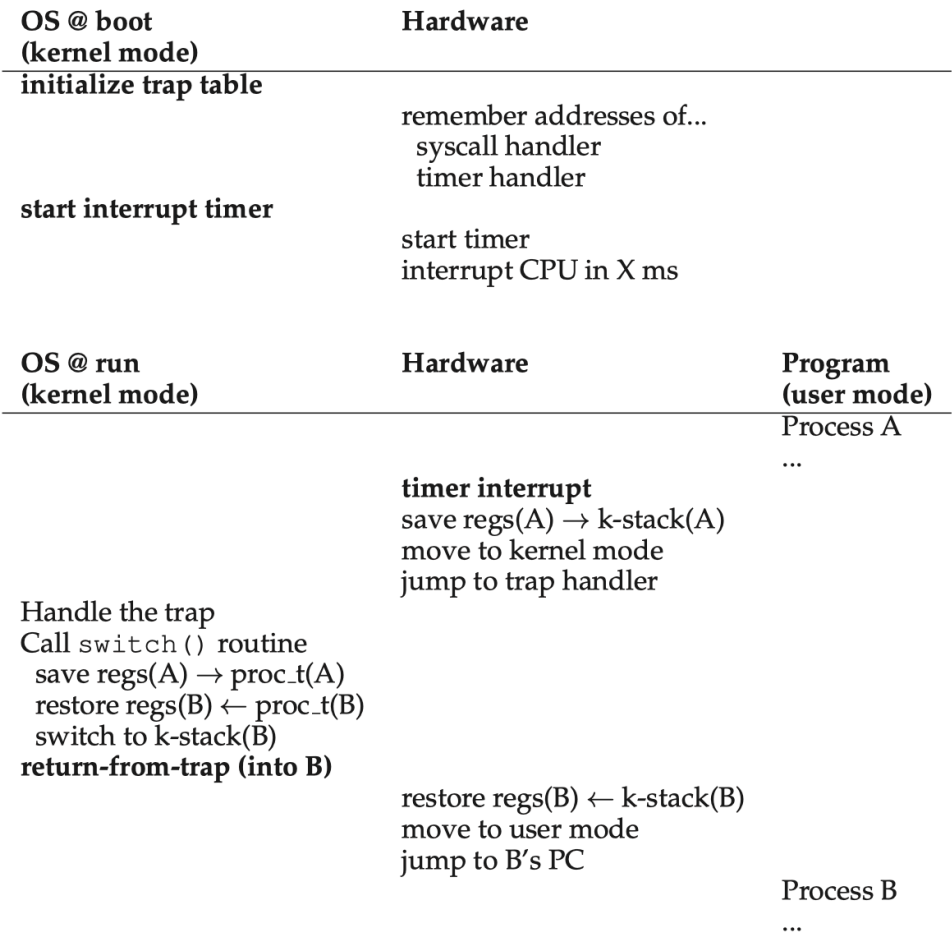 OS @ boot
(kernel mode)
Hardware
initialize trap table
remember addresses of...
syscall handler
timer handler
start interrupt timer
start timer
interrupt CPU in X ms
OS @ run
(kernel mode)
Hardware
Program
(user mode)
Process A
...
timer interrupt
save regs(A) → k-stack(A)
move to kernel mode
jump to trap handler
Handle the trap
Call switch() routine
save regs(A) → proc_t(A)
restore regs(B) ← proc_t(B)
switch to k-stack(B)
return-from-trap (into B)
restore regs(B) ← k-stack(B)
move to user mode
jump to B's PC
Process B
...